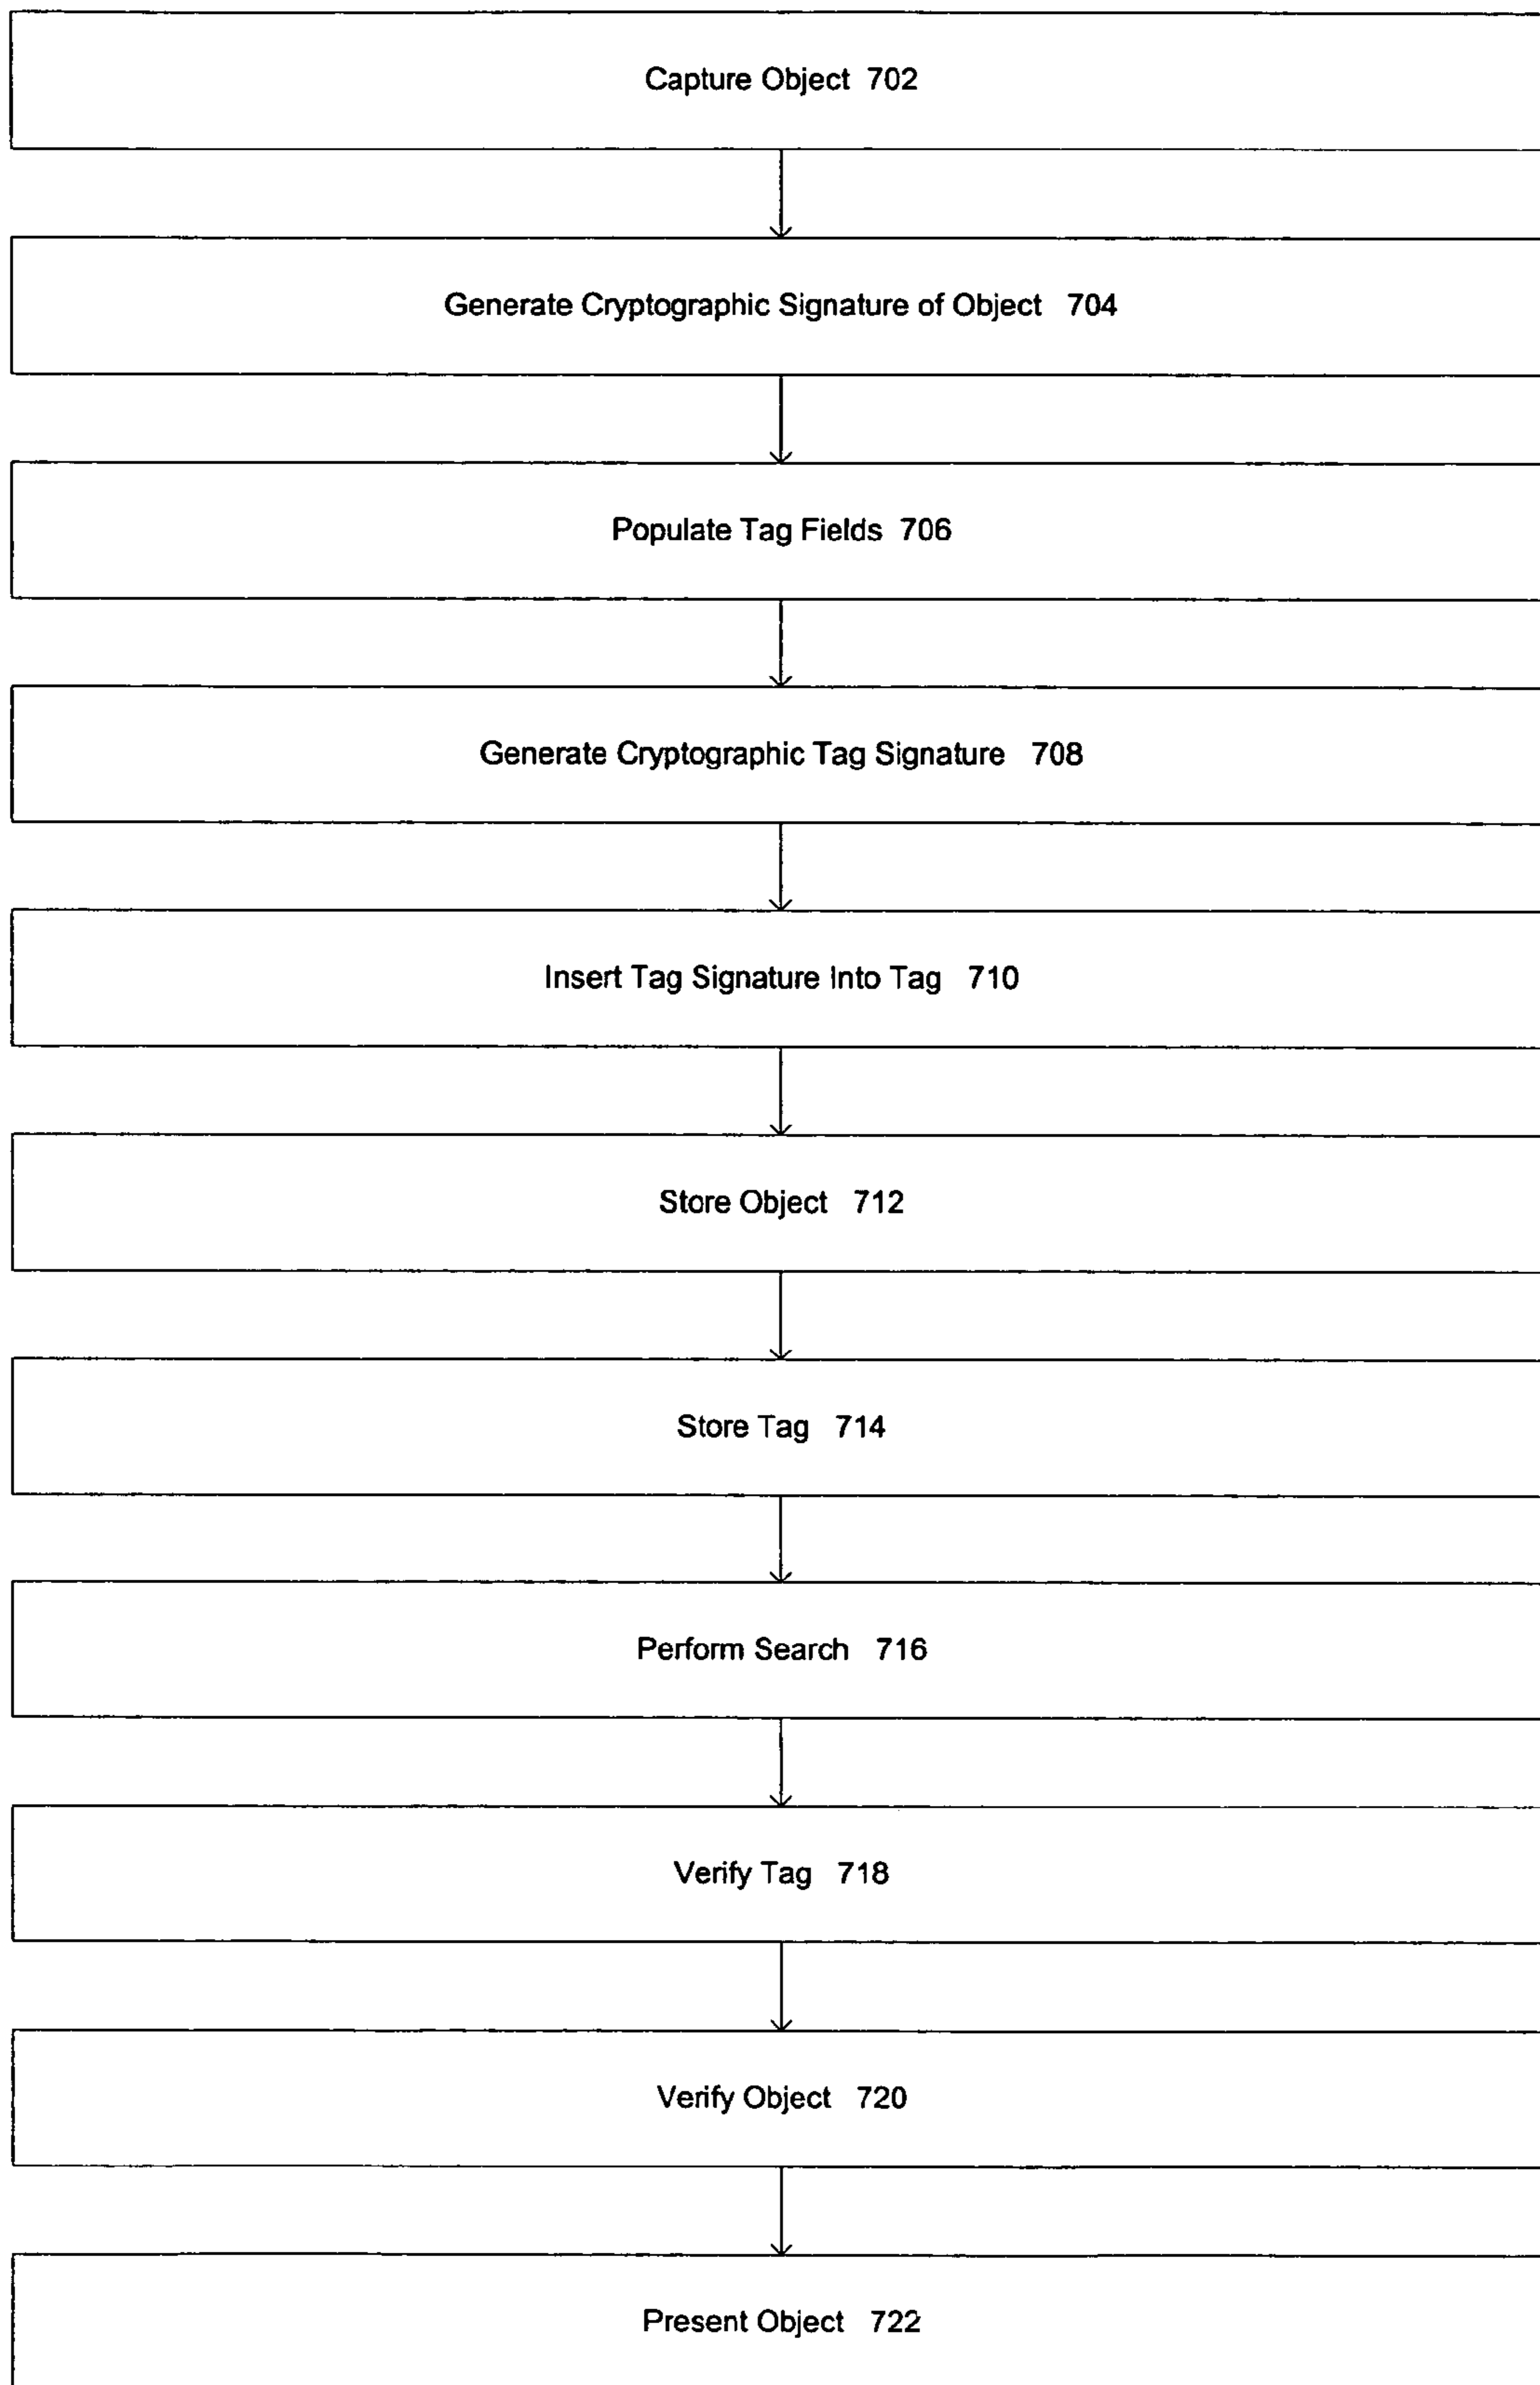 Capture Object 702
Generate Cryptographic Signature of Object 704
Populate Tag Fields 706
Generate Cryptographic Tag Signature 708
Insert Tag Signature Into Tag 710
Store Object 712
Store Tag 714
Perform Search 716
Verify Tag 718
Verify Object 720
Present Object 722